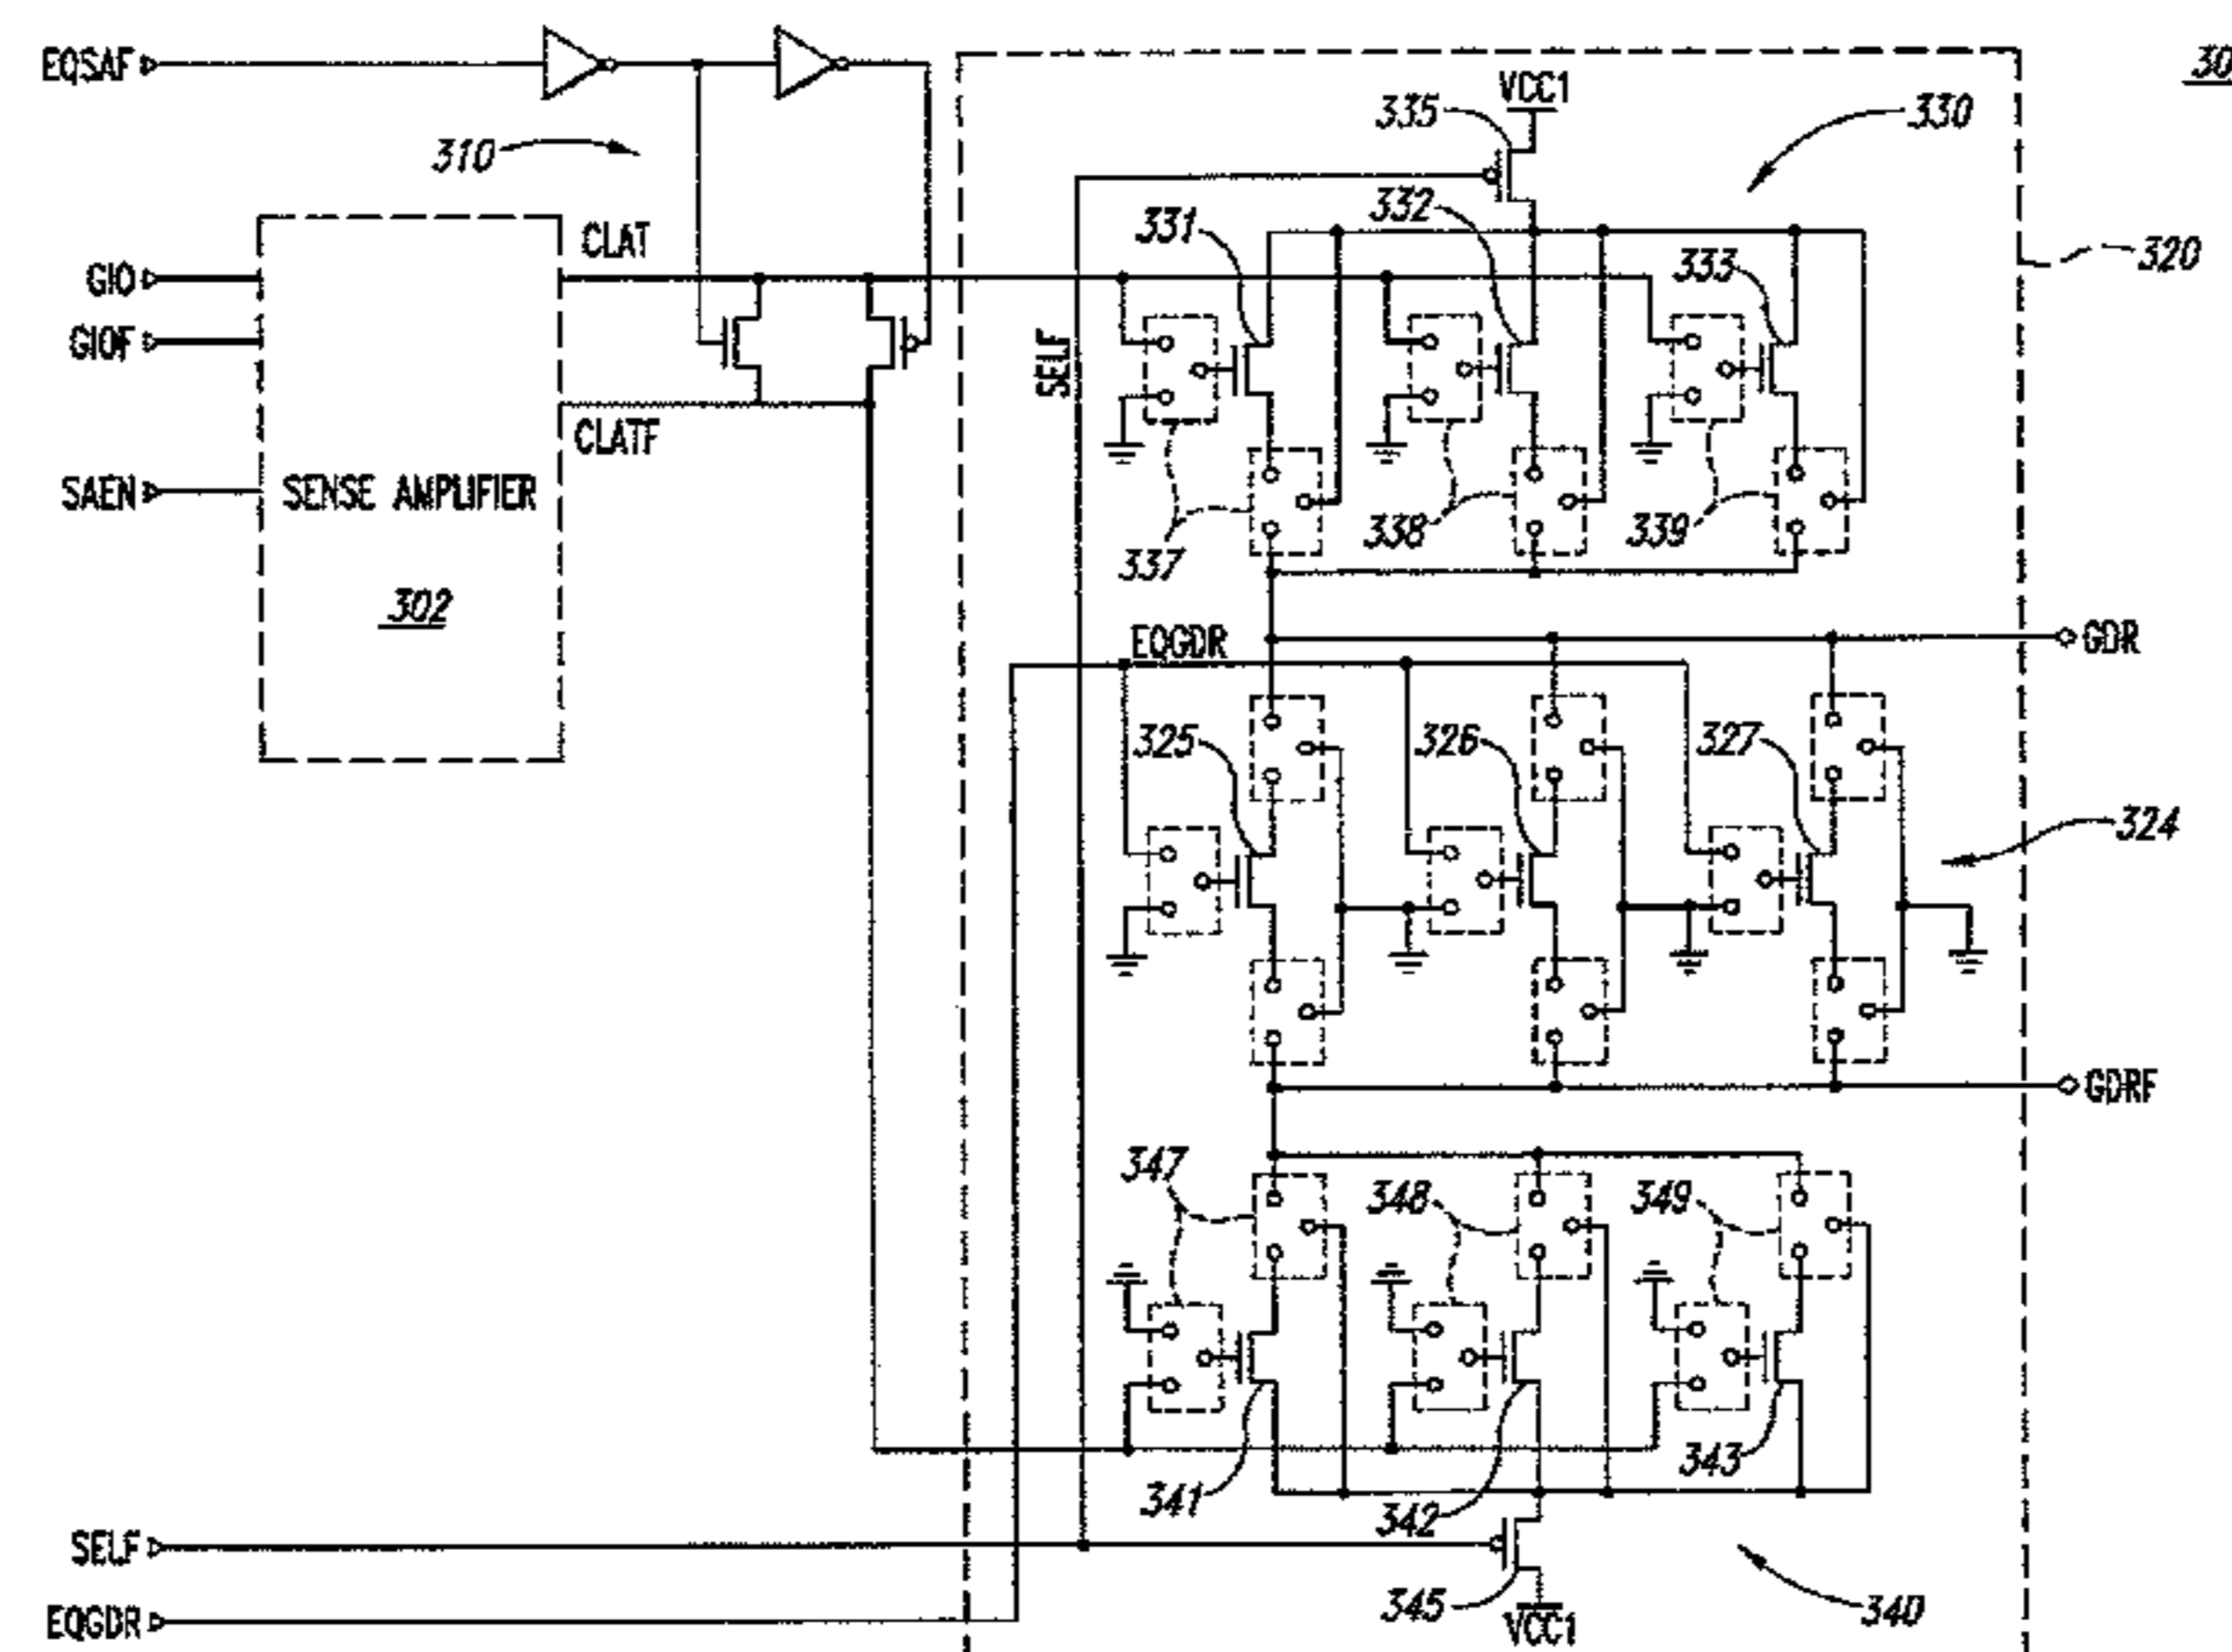 EQSAF
30
VCC1
335
330
310
332
331
CLAT
320
GIO
333
GIOF
SELF
CLATF
SAEN
SENSE AMPLIFIER
338
339
337
302
EQGDR
GDR
325
326
327
324
GDRF
347
348
349
343
341
342
SELF
345
340
EQGDR
VCC1